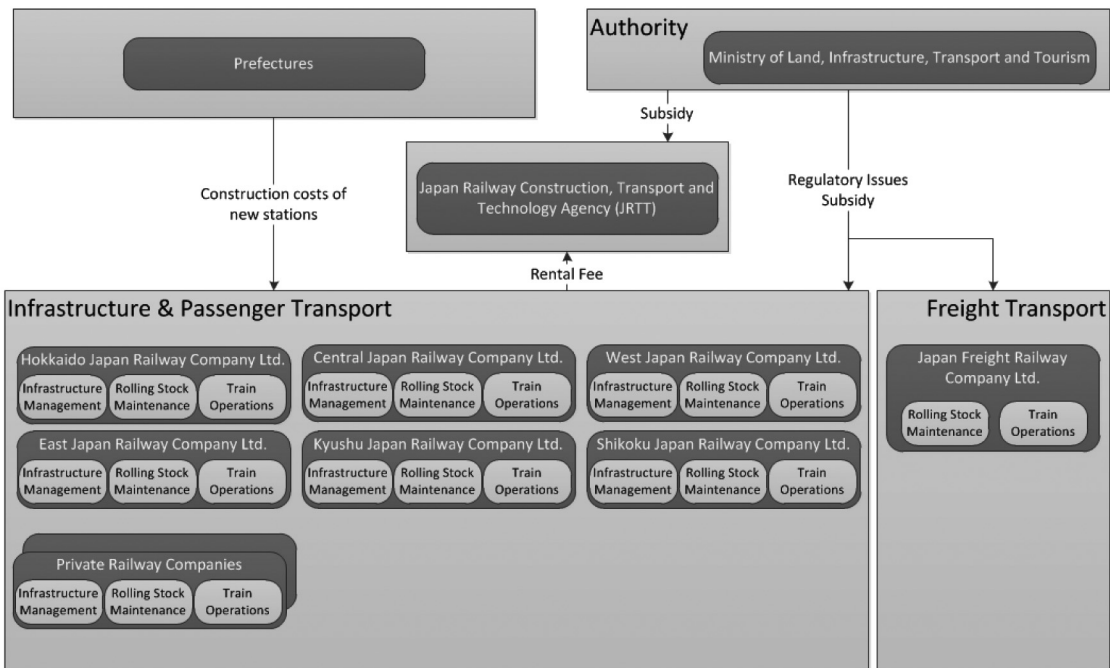 Prefectures
Authority
Ministry of Land, Infrastructure, Transport and Tourism
Subsidy
Japan Railway Construction, Transport and
Technology Agency (JRTT)
Construction costs of
new stations
Regulatory Issues
Subsidy
Rental Fee
Infrastructure & Passenger Transport
Hokkaido Japan Railway Company Ltd.
Infrastructure
Management
Rolling Stock
Maintenance
Train
Operations
Central Japan Railway Company Ltd.
Infrastructure
Management
Rolling Stock
Maintenance
Train
Operations
West Japan Railway Company Ltd.
Infrastructure
Management
Rolling Stock
Maintenance
Train
Operations
East Japan Railway Company Ltd.
Infrastructure
Management
Rolling Stock
Maintenance
Train
Operations
Kyushu Japan Railway Company Ltd.
Infrastructure
Management
Rolling Stock
Maintenance
Train
Operations
Shikoku Japan Railway Company Ltd.
Infrastructure
Management
Rolling Stock
Maintenance
Train
Operations
Private Railway Companies
Infrastructure
Management
Rolling Stock
Maintenance
Train
Operations
Freight Transport
Japan Freight Railway
Company Ltd.
Rolling Stock
Maintenance
Train
Operations